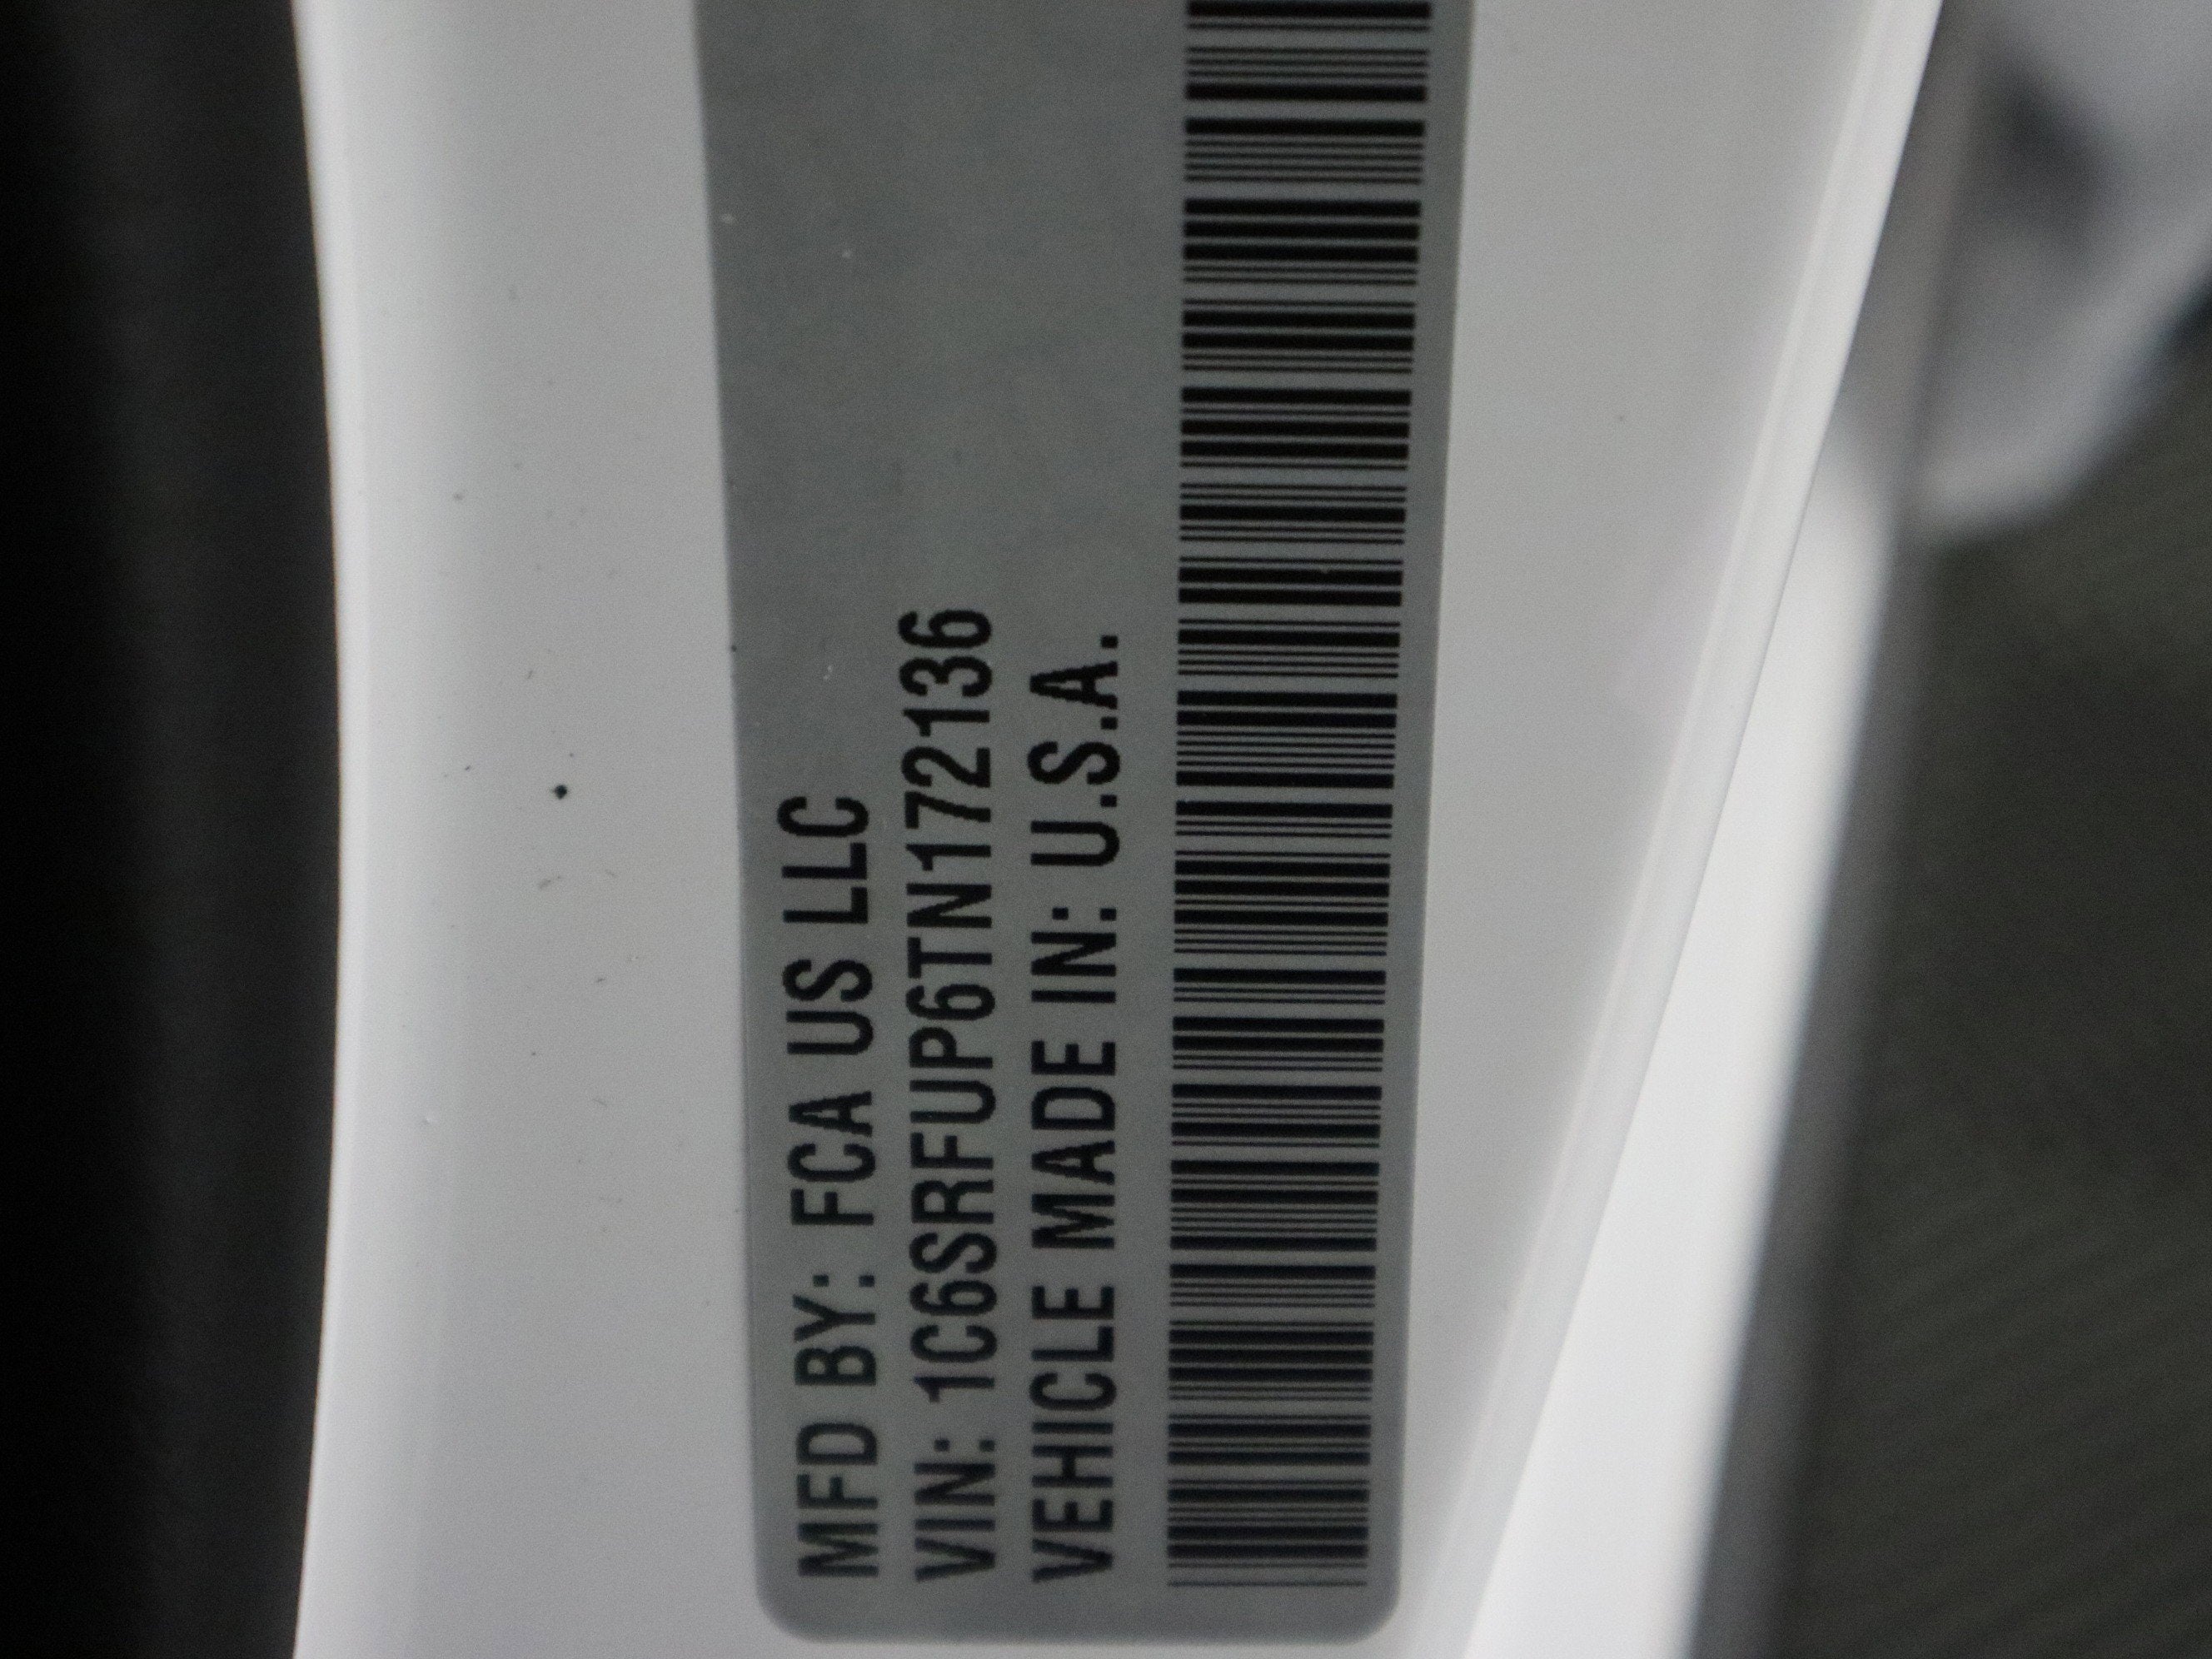 MFD BY: FCA US LLC
VIN: 1C6SRFUP6TN172136
VEHICLE MADE IN: U.S.A.